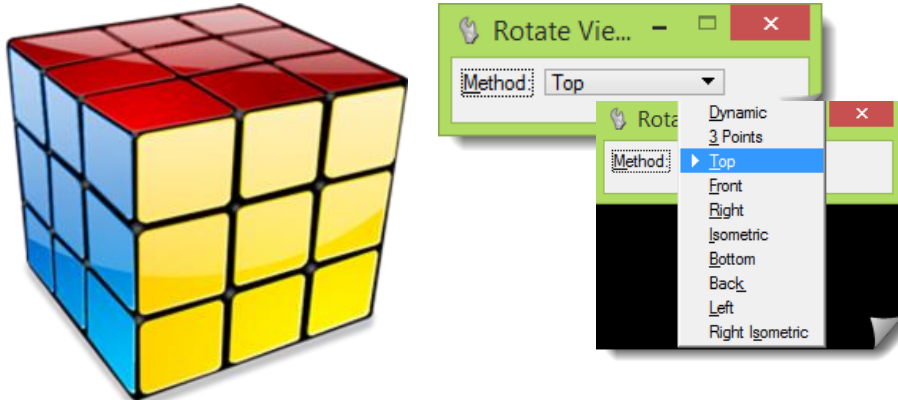 Rotate Vie...
Method: Top
Rota
Method:
Dynamic
3 Points
Top
Front
Right
Isometric
Bottom
Back
Left
Right Isometric